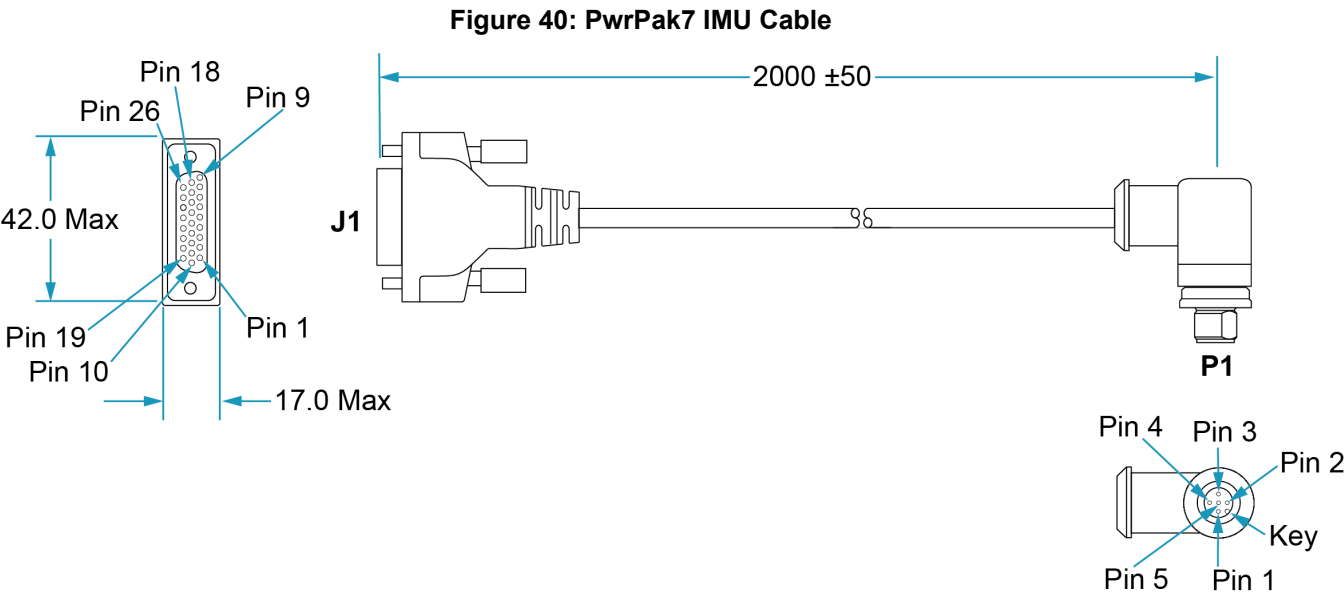 Figure 40: PwrPak7 IMU Cable
Pin 18
2000 ±50
Pin 9
Pin 26
42.0 Max
J1
Pin 19
Pin 1
Pin 10
P1
17.0 Max
Pin 4
Pin 3
Pin 2
Key
Pin 5
Pin 1